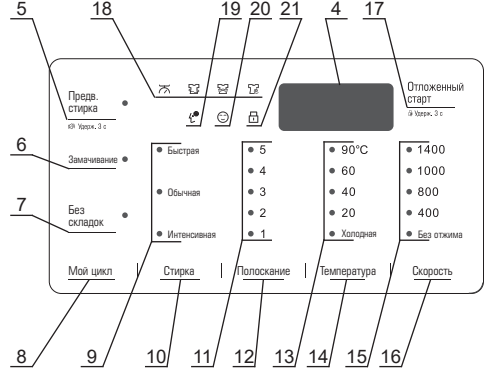 5 18 19 20 21 4 17
Предв.
стирка
Удерж. 3 с
Отложенный
старт
Удерж. 3 с
6
Замачивание
7
Без
складок
Быстрая
Обычная
Интенсивная
5
4
3
2
1
90°C
60
40
20
Холодная
1400
1000
800
400
Без отжима
Мой цикл Стирка Полоскание Температура Скорость
8 9 10 11 12 13 14 15 16